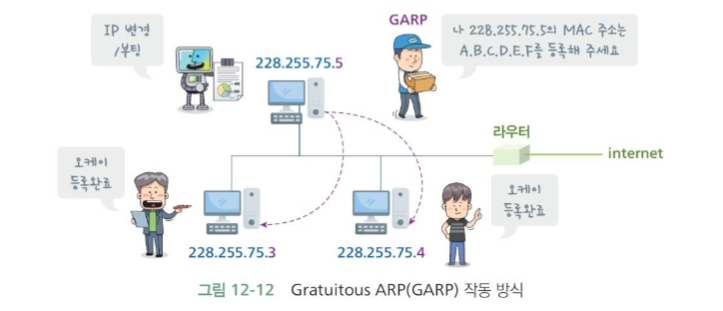 GARP
IP 변경
/부팅
나 228.255.75.5의 MAC 주소는
A.B.C.D.E.F를 등록해 주세요
228.255.75.5
라우터
internet
오케이
등록완료
오케이
등록완료
228.255.75.3
228.255.75.4
그림 12-12 Gratuitous ARP(GARP) 작동 방식